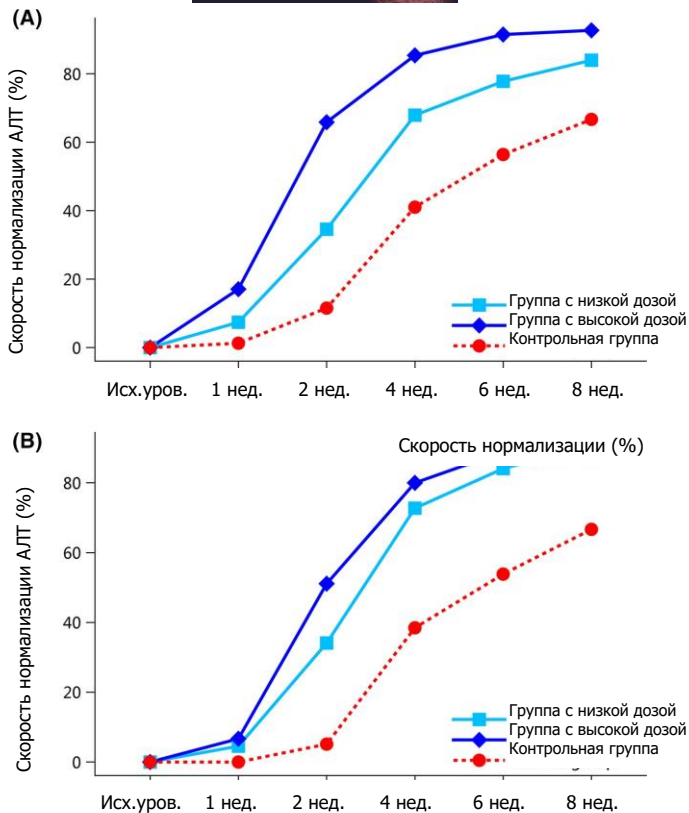 (A)
Скорость нормализации АЛТ (%)
80
60
40
20
0
Группа с низкой дозой
Группа с высокой дозой
Контрольная группа
Исх.уров. 1 нед. 2 нед. 4 нед. 6 нед. 8 нед.
(B)
Скорость нормализации (%)
Скорость нормализации АЛТ (%)
80
60
40
20
0
Группа с низкой дозой
Группа с высокой дозой
Контрольная группа
Исх.уров. 1 нед. 2 нед. 4 нед. 6 нед. 8 нед.